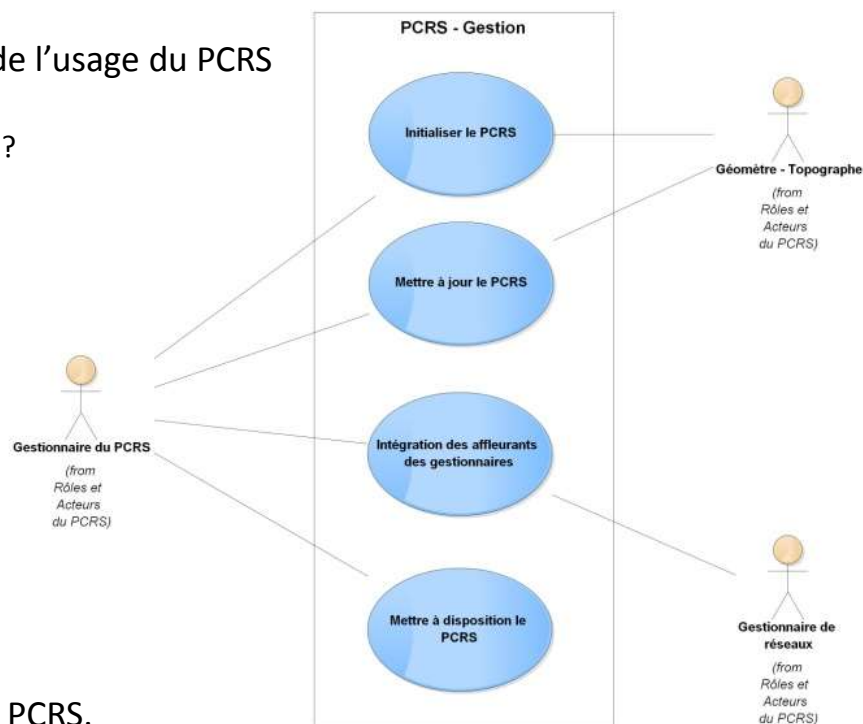 PCRS - Gestion
de l'usage du PCRS
?
Initialiser le PCRS
Géomètre - Topographe
(from
Rôles et
Acteurs
du PCRS)
Mettre à jour le PCRS
Gestionnaire du PCRS
(from
Rôles et
Acteurs
du PCRS)
Intégration des affleurants
des gestionnaires
Mettre à disposition le
PCRS
Gestionnaire de
réseaux
(from
Rôles et
Acteurs
du PCRS)
PCRS.